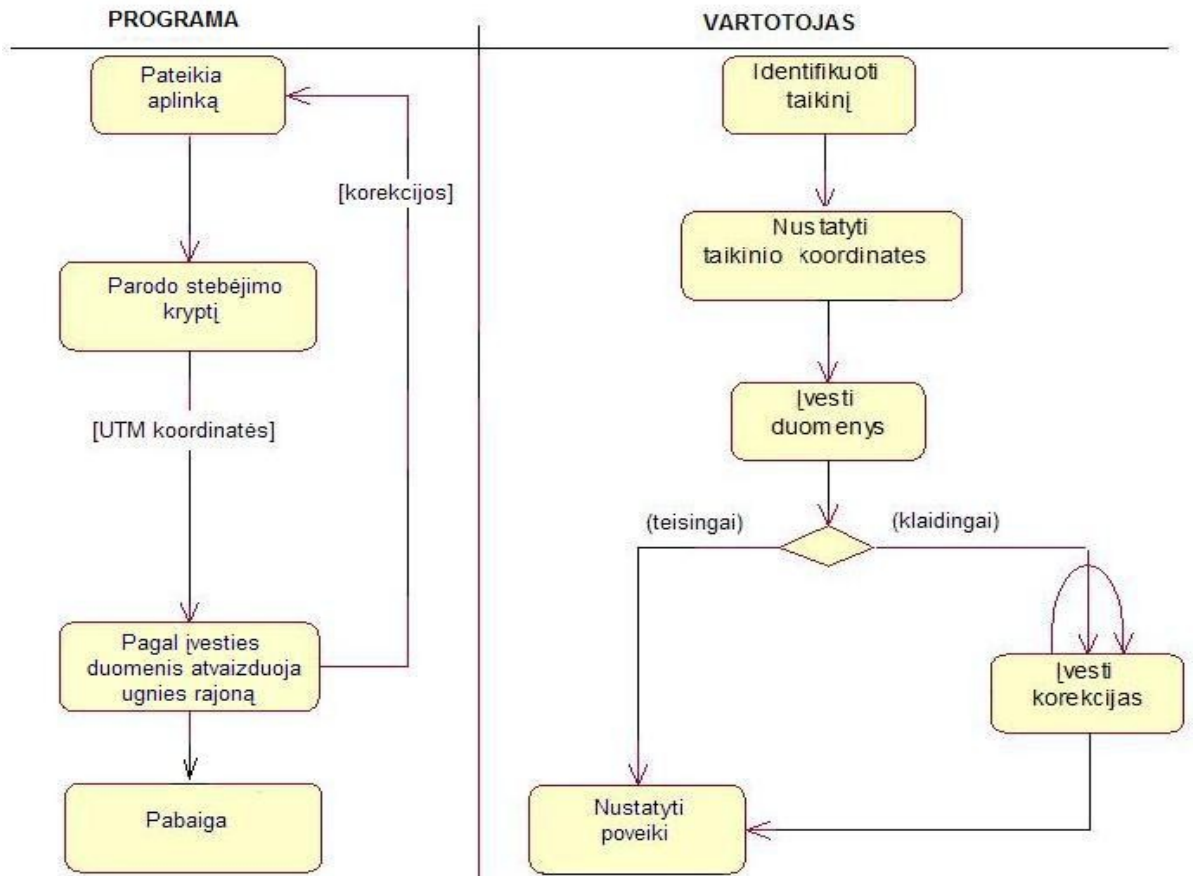 PROGRAMA
Pateikia
aplinką
[korekcijos]
Parodo stebėjimo
kryptį
[UTM koordinatės]
Pagal įvesties
duomenis atvaizduoja
ugnies rajoną
Pabaiga
VARTOTOJAS
Identifikuoti
taikinį
Nustatyti
taikinio koordinates
Įvesti
duomenys
(teisingai)
(klaidingai)
Įvesti
korekcijas
Nustatyti
poveiki